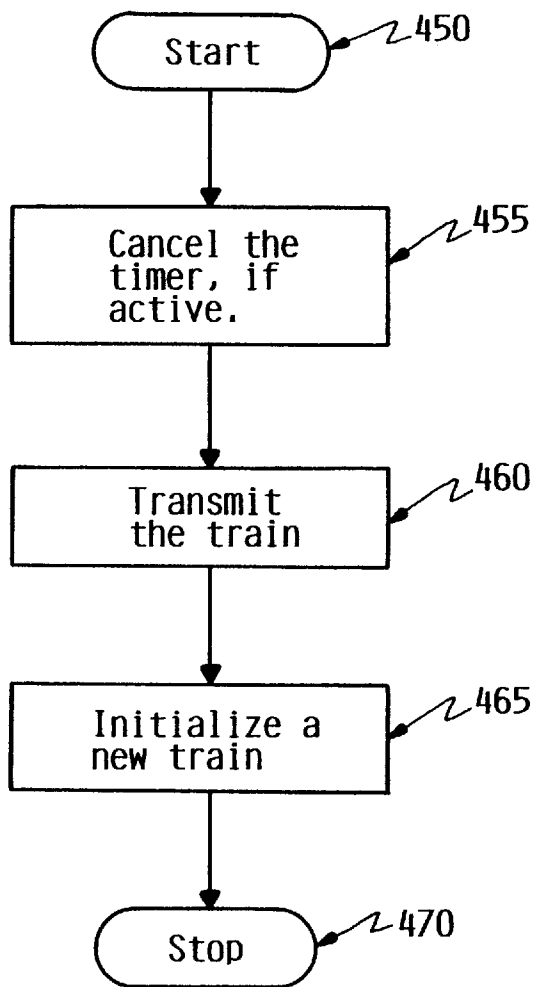 Start
450
Cancel the
timer, if
active.
455
Transmit
the train
460
Initialize a
new train
465
Stop
470